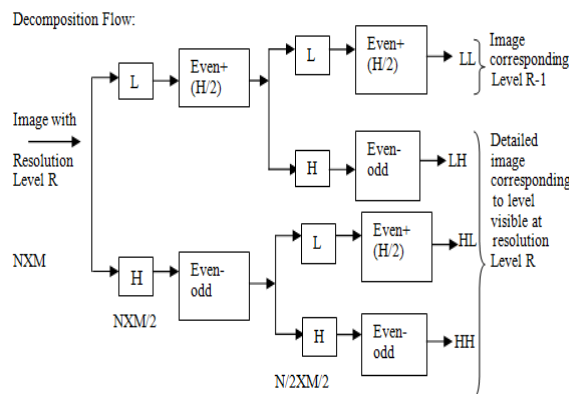 Decomposition Flow:
Image with
Resolution
Level R
NXM
L
Even+
(H/2)
L
Even+
(H/2)
LL
Image
corresponding
Level R-1
H
Even-
odd
LH
Detailed
image
corresponding
to level
visible at
resolution
Level R
H
NXM/2
Even-
odd
L
Even+
(H/2)
HL
H
N/2XM/2
Even-
odd
HH